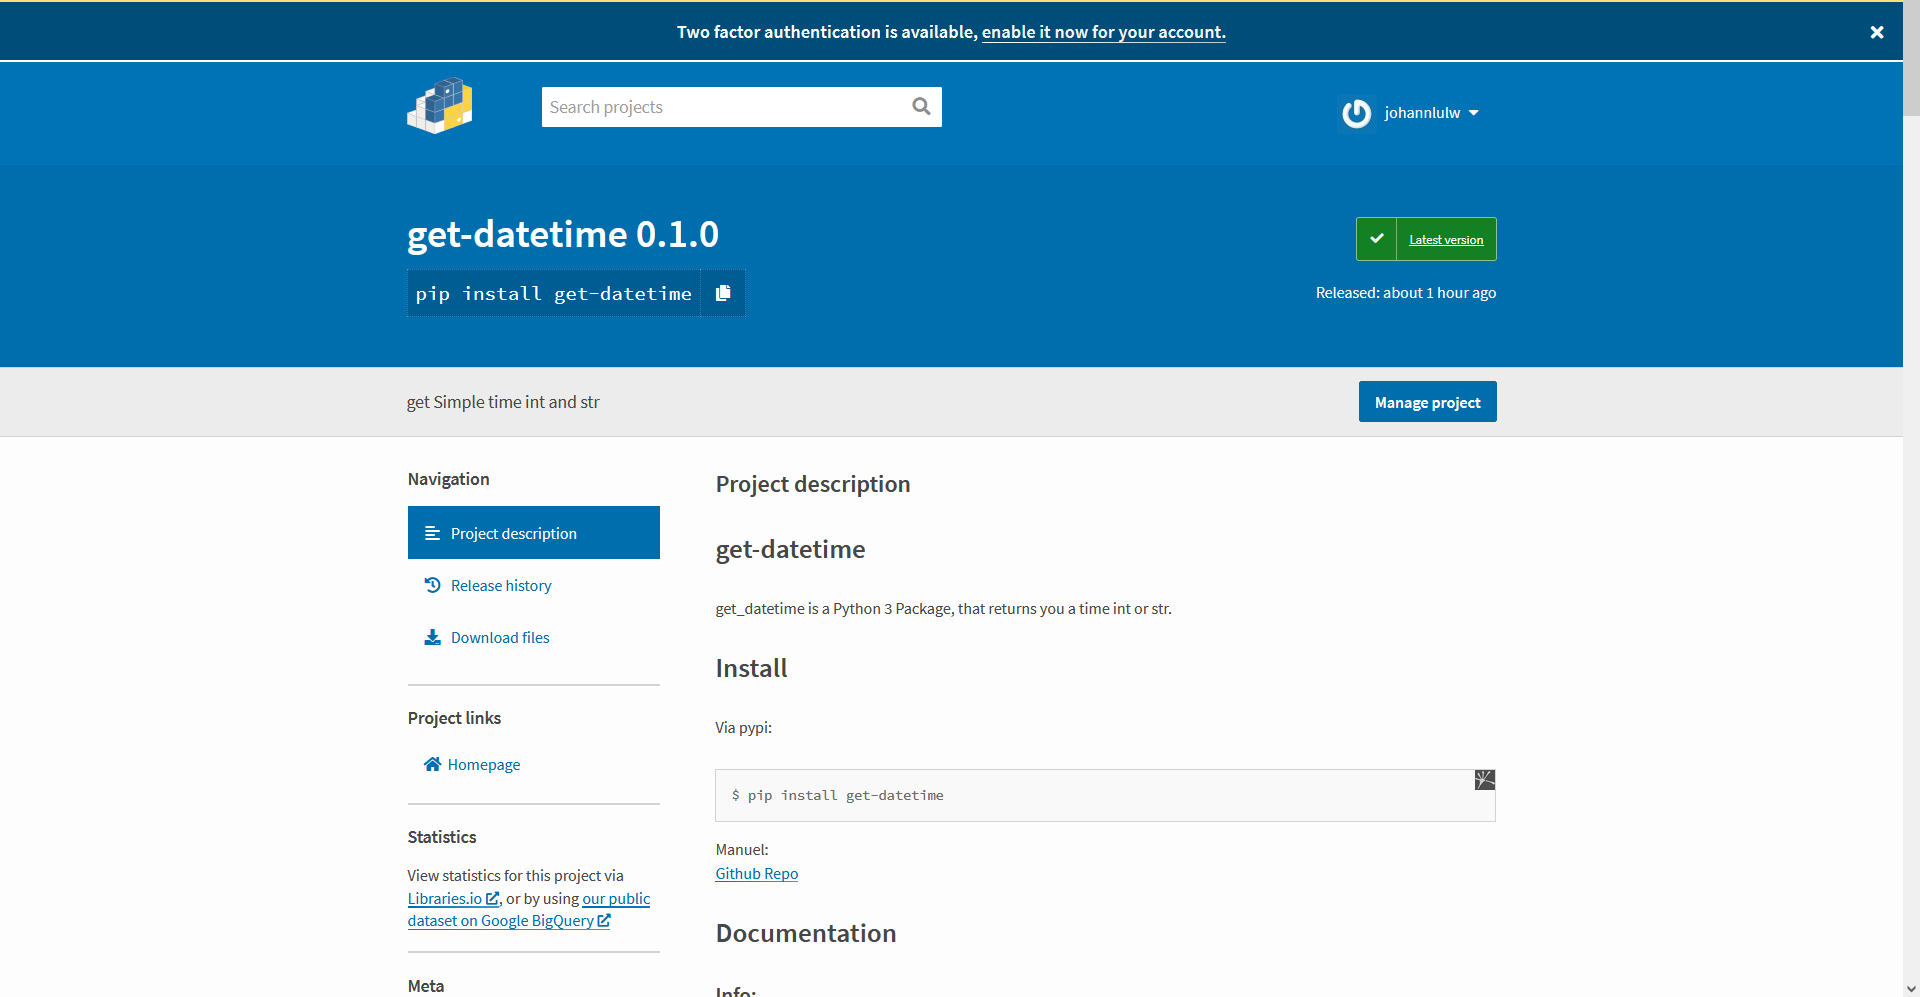 Two factor authentication is available, enable it now for your account.
Search projects
johannlulw
get-datetime 0.1.0
pip install get-datetime
Latest version
Released: about 1 hour ago
get Simple time int and str
Manage project
Navigation
Project description
Release history
Download files
Project links
Homepage
Statistics
View statistics for this project via
Libraries.io, or by using our public
dataset on Google BigQuery
Meta
Project description
get-datetime
get_datetime is a Python 3 Package, that returns you a time int or str.
Install
Via pypi:
$ pip install get-datetime
Manuel:
Github Repo
Documentation
Info: